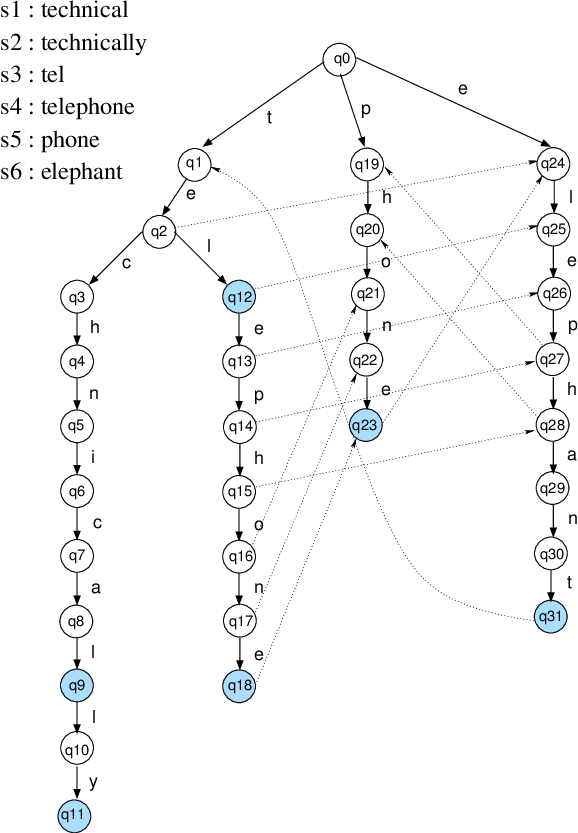 s1 : technical
s2 : technically
s3 : tel
s4 : telephone
s5 : phone
s6 : elephant
q0
t p e
q1 q19 q24
e h l
q2 q20 q25
c l o e
q3 q12 q21 q26
h e n p
q4 q13 q22 q27
n p e h
q5 q14 q23 q28
i h a
q6 q15 q29
c o n
q7 q16 q30
a n t
q8 q17 q31
l e
q9 q18
l
q10
y
q11